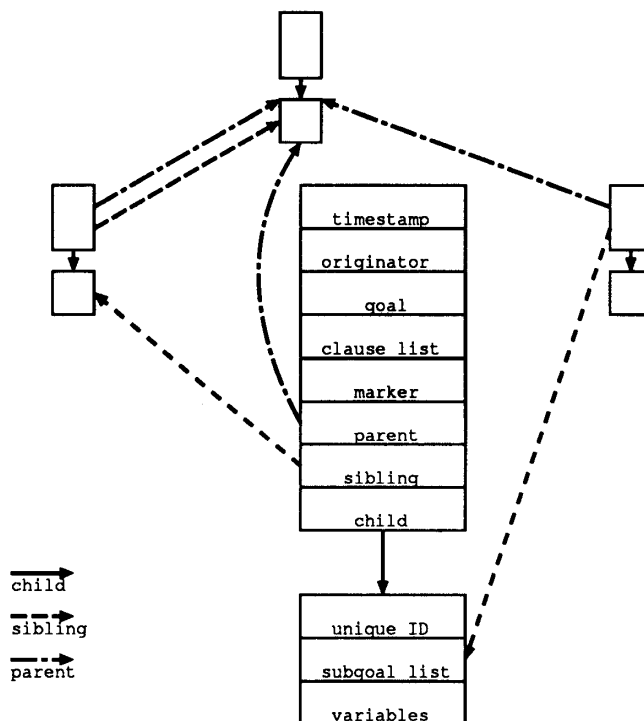 timestamp
originator
goal
clause list
marker
parent
sibling
child
unique ID
subgoal list
variables
child
sibling
parent